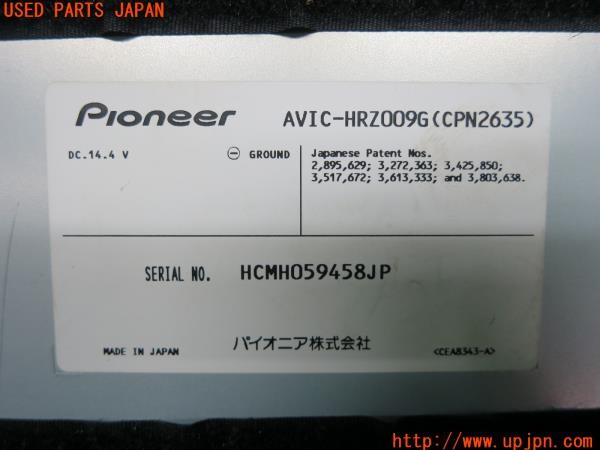 USED PARTS JAPAN
Pioneer AVIC-HRZ009G(CPN2635)
DC.14.4 V ⊖ GROUND
Japanese Patent Nos.
2,895,629; 3,272,363; 3,425,850;
3,517,672; 3,613,333; and 3,803,638.
SERIAL NO. HCMH059458JP
MADE IN JAPAN パイオニア株式会社 <CEA8343-A>
http://www.upjpn.com/